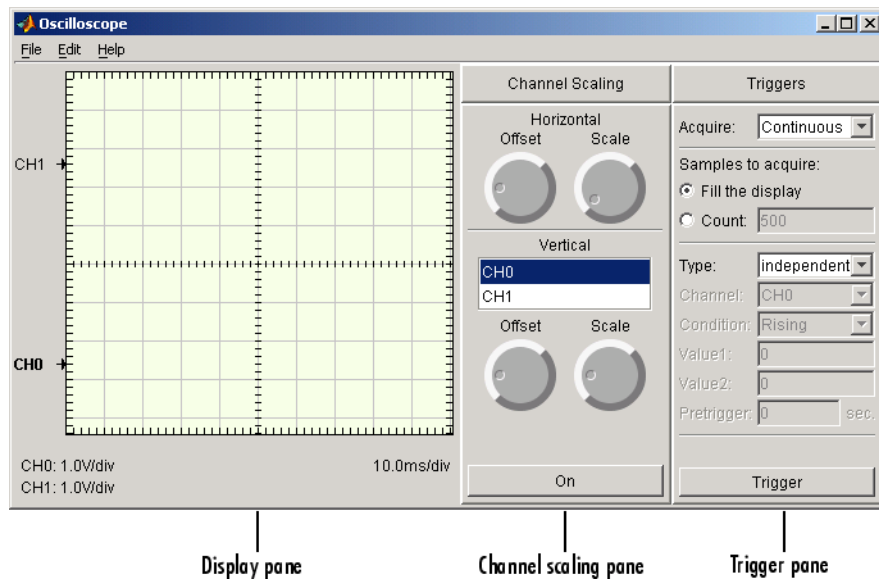 Oscilloscope
File Edit Help
CH1
CH0
CH0: 1.0V/div
CH1: 1.0V/div
10.0ms/div
Channel Scaling
Horizontal
Offset Scale
Vertical
CH0
CH1
Offset Scale
On
Triggers
Acquire: Continuous
Samples to acquire:
Fill the display
Count: 500
Type: independent
Channel: CH0
Condition: Rising
Value1: 0
Value2: 0
Pretrigger: 0 sec.
Trigger
Display pane
Channel scaling pane
Trigger pane